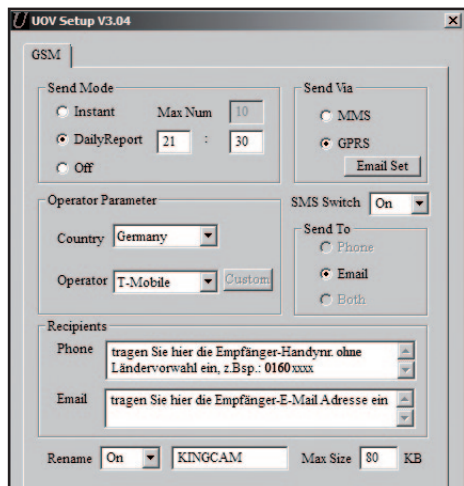 UOV Setup V3.04
GSM
Send Mode
Instant Max Num 10
DailyReport 21 : 30
Off
Send Via
MMS
GPRS
Email Set
Operator Parameter
Country Germany
Operator T-Mobile Custom
SMS Switch On
Send To
Phone
Email
Both
Recipients
Phone tragen Sie hier die Empfänger-Handynr. ohne
Ländervorwahl ein, z.Bsp.: 0160xxxx
Email tragen Sie hier die Empfänger-E-Mail Adresse ein
Rename On KINGCAM Max Size 80 KB